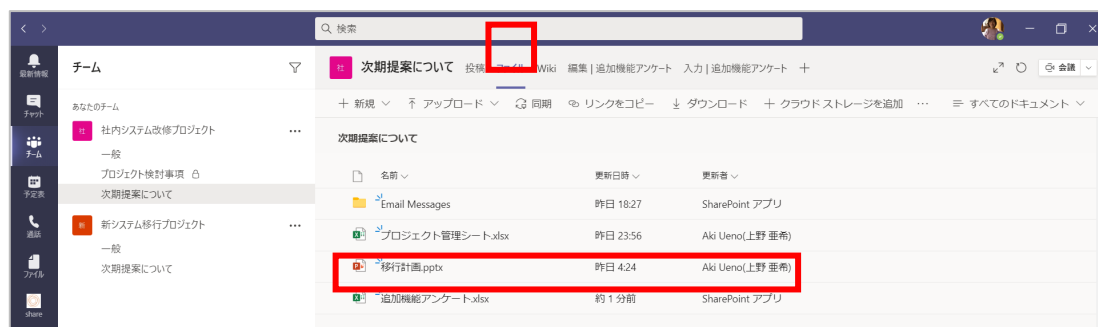 検索
最新情報
チャット
チーム
予定表
通話
ファイル
share
チーム
あなたのチーム
社 社内システム改修プロジェクト ...
一般
プロジェクト検討事項
次期提案について
新 新システム移行プロジェクト ...
一般
次期提案について
社 次期提案について 投稿 ファイル Wiki 編集 | 追加機能アンケート 入力 | 追加機能アンケート + 会議
+ 新規 アップロード 同期 リンクをコピー ダウンロード + クラウド ストレージを追加 ... すべてのドキュメント
次期提案について
名前 更新日時 更新者
Email Messages 昨日 18:27 SharePoint アプリ
プロジェクト管理シート.xlsx 昨日 23:56 Aki Ueno(上野 亜希)
移行計画.pptx 昨日 4:24 Aki Ueno(上野 亜希)
追加機能アンケート.xlsx 約 1 分前 SharePoint アプリ